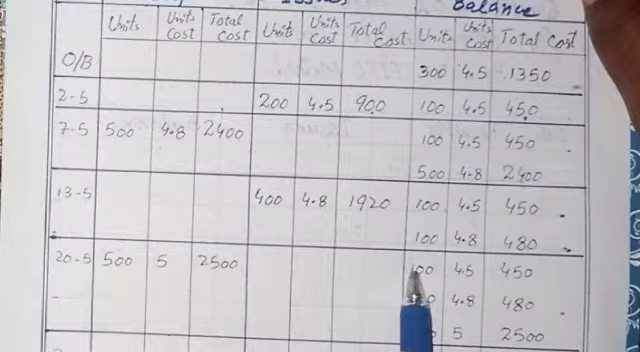 Balance
Units Units Cost Total Cost Units Units Cost Total Cost Units Units Cost Total Cost
O/B 300 4.5 1350
2-5 200 4.5 900 100 4.5 450
7-5 500 4.8 2400 100 4.5 450
500 4.8 2400
13-5 400 4.8 1920 100 4.5 450
100 4.8 480
20-5 500 5 2500 100 4.5 450
4.8 480
5 2500